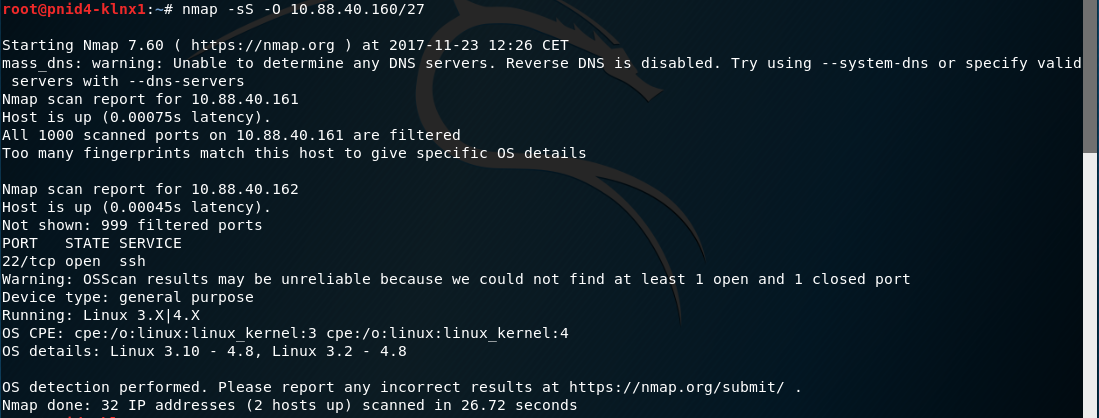 root@pnid4-klnx1:~# nmap -sS -O 10.88.40.160/27
Starting Nmap 7.60 ( https://nmap.org ) at 2017-11-23 12:26 CET
mass_dns: warning: Unable to determine any DNS servers. Reverse DNS is disabled. Try using --system-dns or specify valid
servers with --dns-servers
Nmap scan report for 10.88.40.161
Host is up (0.00075s latency).
All 1000 scanned ports on 10.88.40.161 are filtered
Too many fingerprints match this host to give specific OS details
Nmap scan report for 10.88.40.162
Host is up (0.00045s latency).
Not shown: 999 filtered ports
PORT   STATE SERVICE
22/tcp open  ssh
Warning: OSScan results may be unreliable because we could not find at least 1 open and 1 closed port
Device type: general purpose
Running: Linux 3.X|4.X
OS CPE: cpe:/o:linux:linux_kernel:3 cpe:/o:linux:linux_kernel:4
OS details: Linux 3.10 - 4.8, Linux 3.2 - 4.8
OS detection performed. Please report any incorrect results at https://nmap.org/submit/ .
Nmap done: 32 IP addresses (2 hosts up) scanned in 26.72 seconds